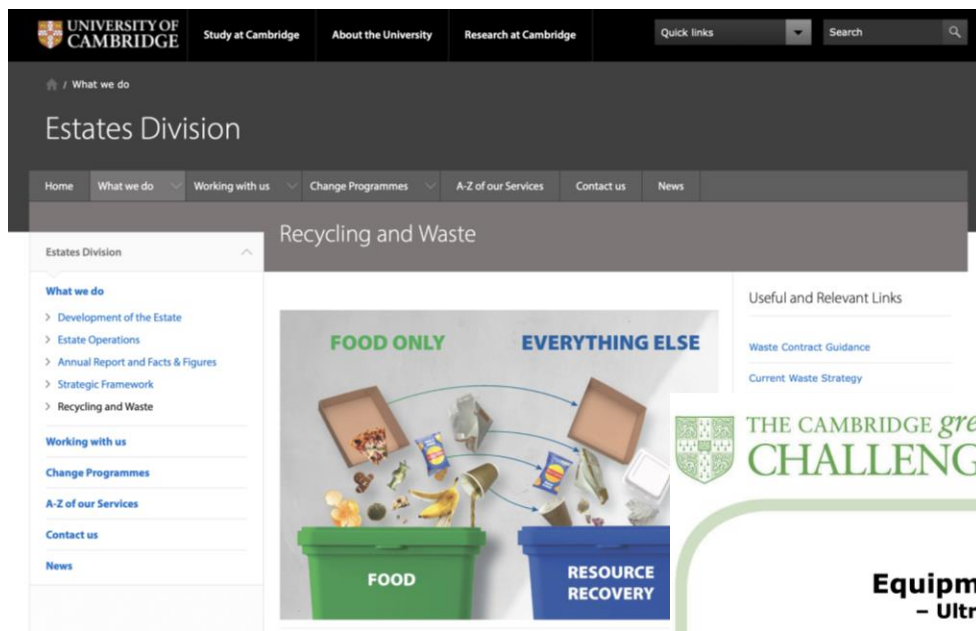 UNIVERSITY OF
CAMBRIDGE
Study at Cambridge
About the University
Research at Cambridge
Quick links
Search
/ What we do
Estates Division
Home
What we do
Working with us
Change Programmes
A-Z of our Services
Contact us
News
Recycling and Waste
Estates Division
What we do
> Development of the Estate
> Estate Operations
> Annual Report and Facts & Figures
> Strategic Framework
> Recycling and Waste
Working with us
Change Programmes
A-Z of our Services
Contact us
News
FOOD ONLY
EVERYTHING ELSE
FOOD
RESOURCE
RECOVERY
Useful and Relevant Links
Waste Contract Guidance
Current Waste Strategy
THE CAMBRIDGE gre
CHALLENG
Equipm
– Ultr